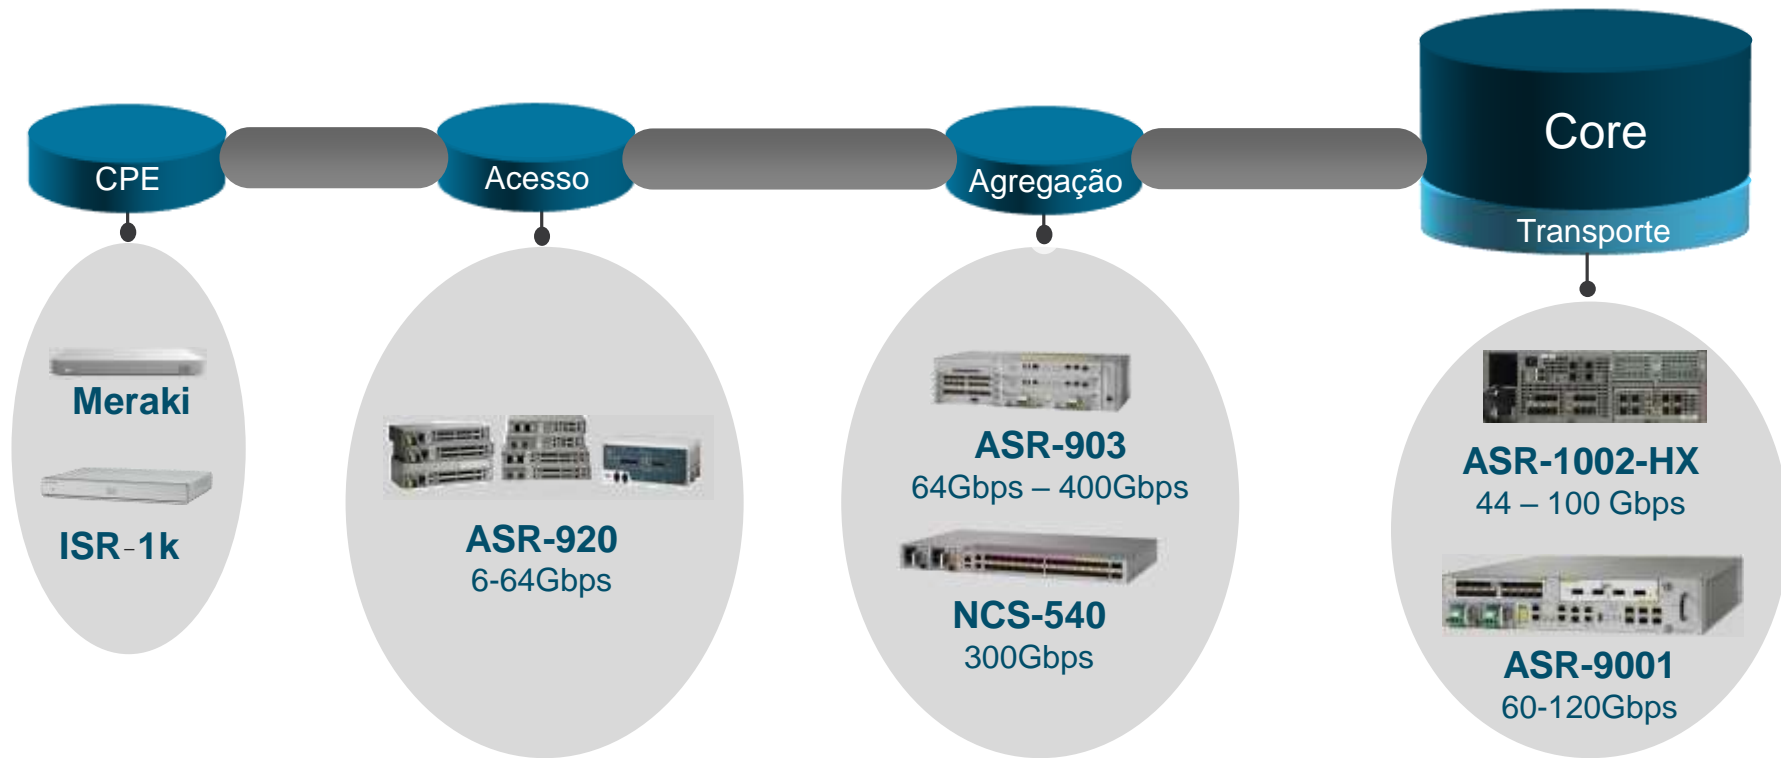 CPE
Acesso
Agregação
Core
Transporte
Meraki
ISR-1k
ASR-920
6-64Gbps
ASR-903
64Gbps – 400Gbps
NCS-540
300Gbps
ASR-1002-HX
44 – 100 Gbps
ASR-9001
60-120Gbps